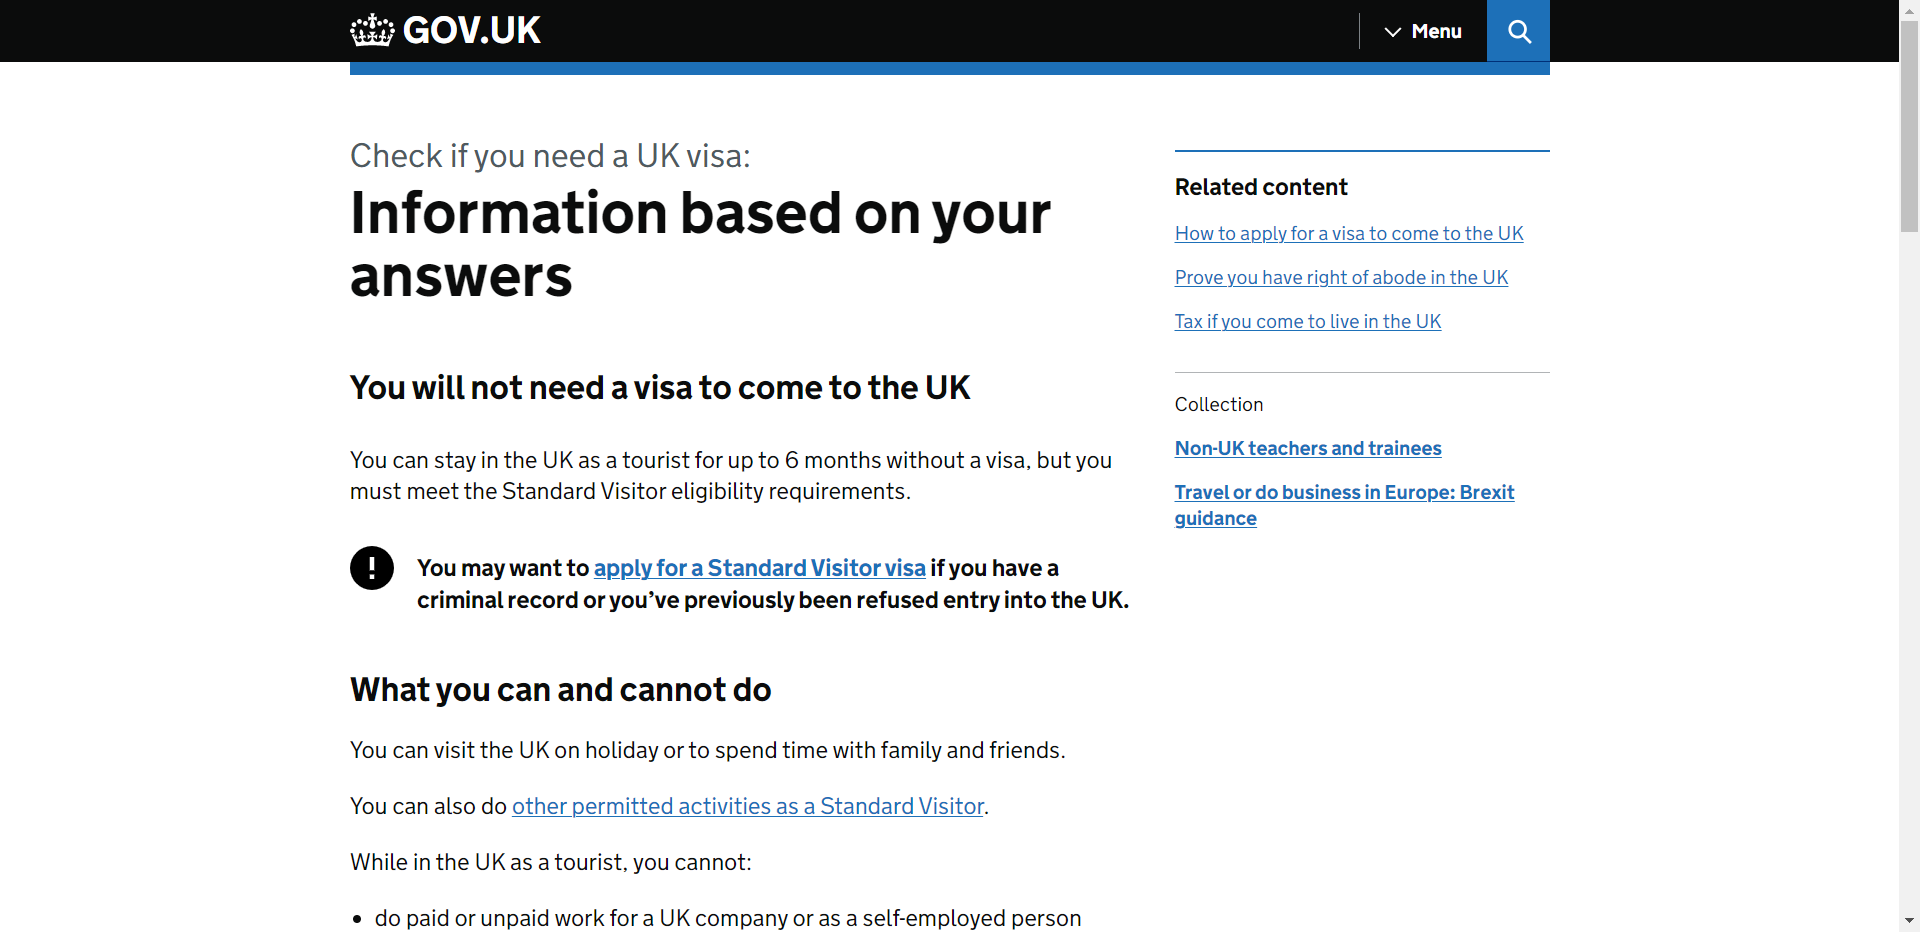 GOV.UK
Menu
Check if you need a UK visa:
Information based on your
answers
You will not need a visa to come to the UK
You can stay in the UK as a tourist for up to 6 months without a visa, but you
must meet the Standard Visitor eligibility requirements.
!
You may want to apply for a Standard Visitor visa if you have a
criminal record or you’ve previously been refused entry into the UK.
What you can and cannot do
You can visit the UK on holiday or to spend time with family and friends.
You can also do other permitted activities as a Standard Visitor.
While in the UK as a tourist, you cannot:
• do paid or unpaid work for a UK company or as a self-employed person
Related content
How to apply for a visa to come to the UK
Prove you have right of abode in the UK
Tax if you come to live in the UK
Collection
Non-UK teachers and trainees
Travel or do business in Europe: Brexit
guidance